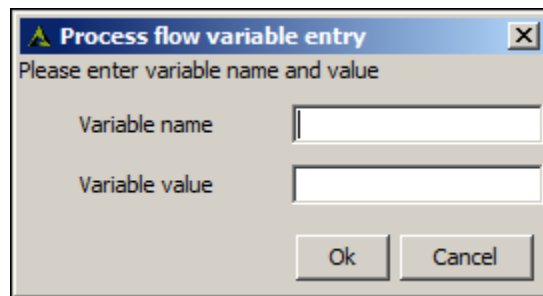 Process flow variable entry
Please enter variable name and value
Variable name
Variable value
Ok Cancel